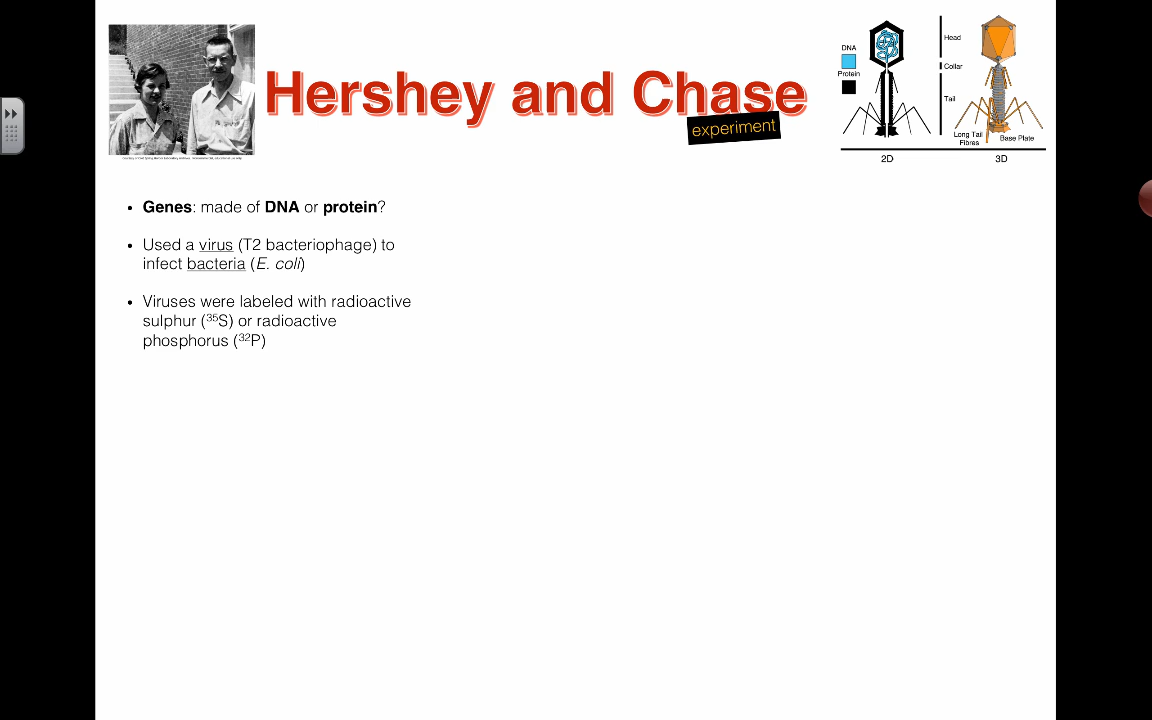 Hershey and Chase
experiment
DNA
Protein
Head
Collar
Tail
Long Tail
Fibres
Base Plate
2D
3D
• Genes: made of DNA or protein?
• Used a virus (T2 bacteriophage) to
infect bacteria (E. coli)
• Viruses were labeled with radioactive
sulphur (³⁵S) or radioactive
phosphorus (³²P)